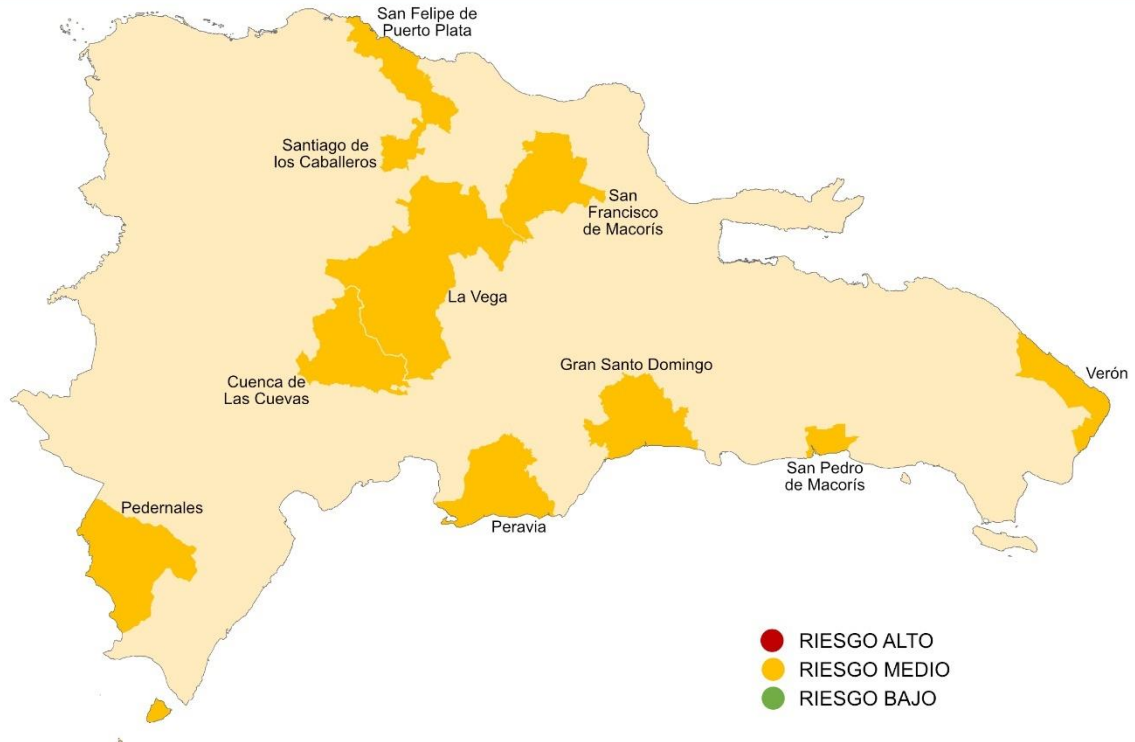 San Felipe de
Puerto Plata
Santiago de
los Caballeros
San
Francisco
de Macorís
La Vega
Cuenca de
Las Cuevas
Gran Santo Domingo
Verón
San Pedro
de Macorís
Peravia
Pedernales
RIESGO ALTO
RIESGO MEDIO
RIESGO BAJO